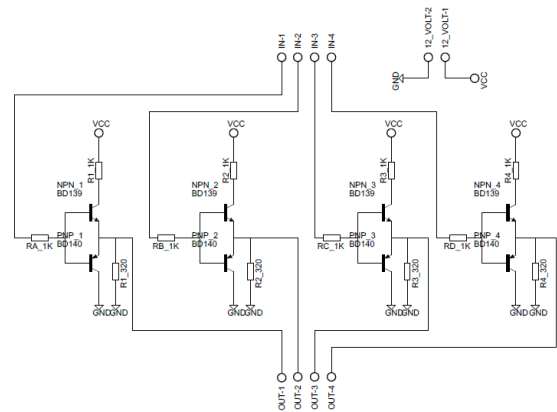 IN-1
IN-2
IN-3
IN-4
12_VOLT-2
12_VOLT-1
GND
VCC
VCC
VCC
VCC
VCC
R1_1K
R2_1K
R3_1K
R4_1K
NPN_1
BD139
NPN_2
BD139
NPN_3
BD139
NPN_4
BD139
PNP_1
BD140
PNP_2
BD140
PNP_3
BD140
PNP_4
BD140
RA_1K
RB_1K
RC_1K
RD_1K
R1_320
R2_320
R3_320
R4_320
GND
GND
GND
GND
GND
GND
GND
GND
OUT-1
OUT-2
OUT-3
OUT-4